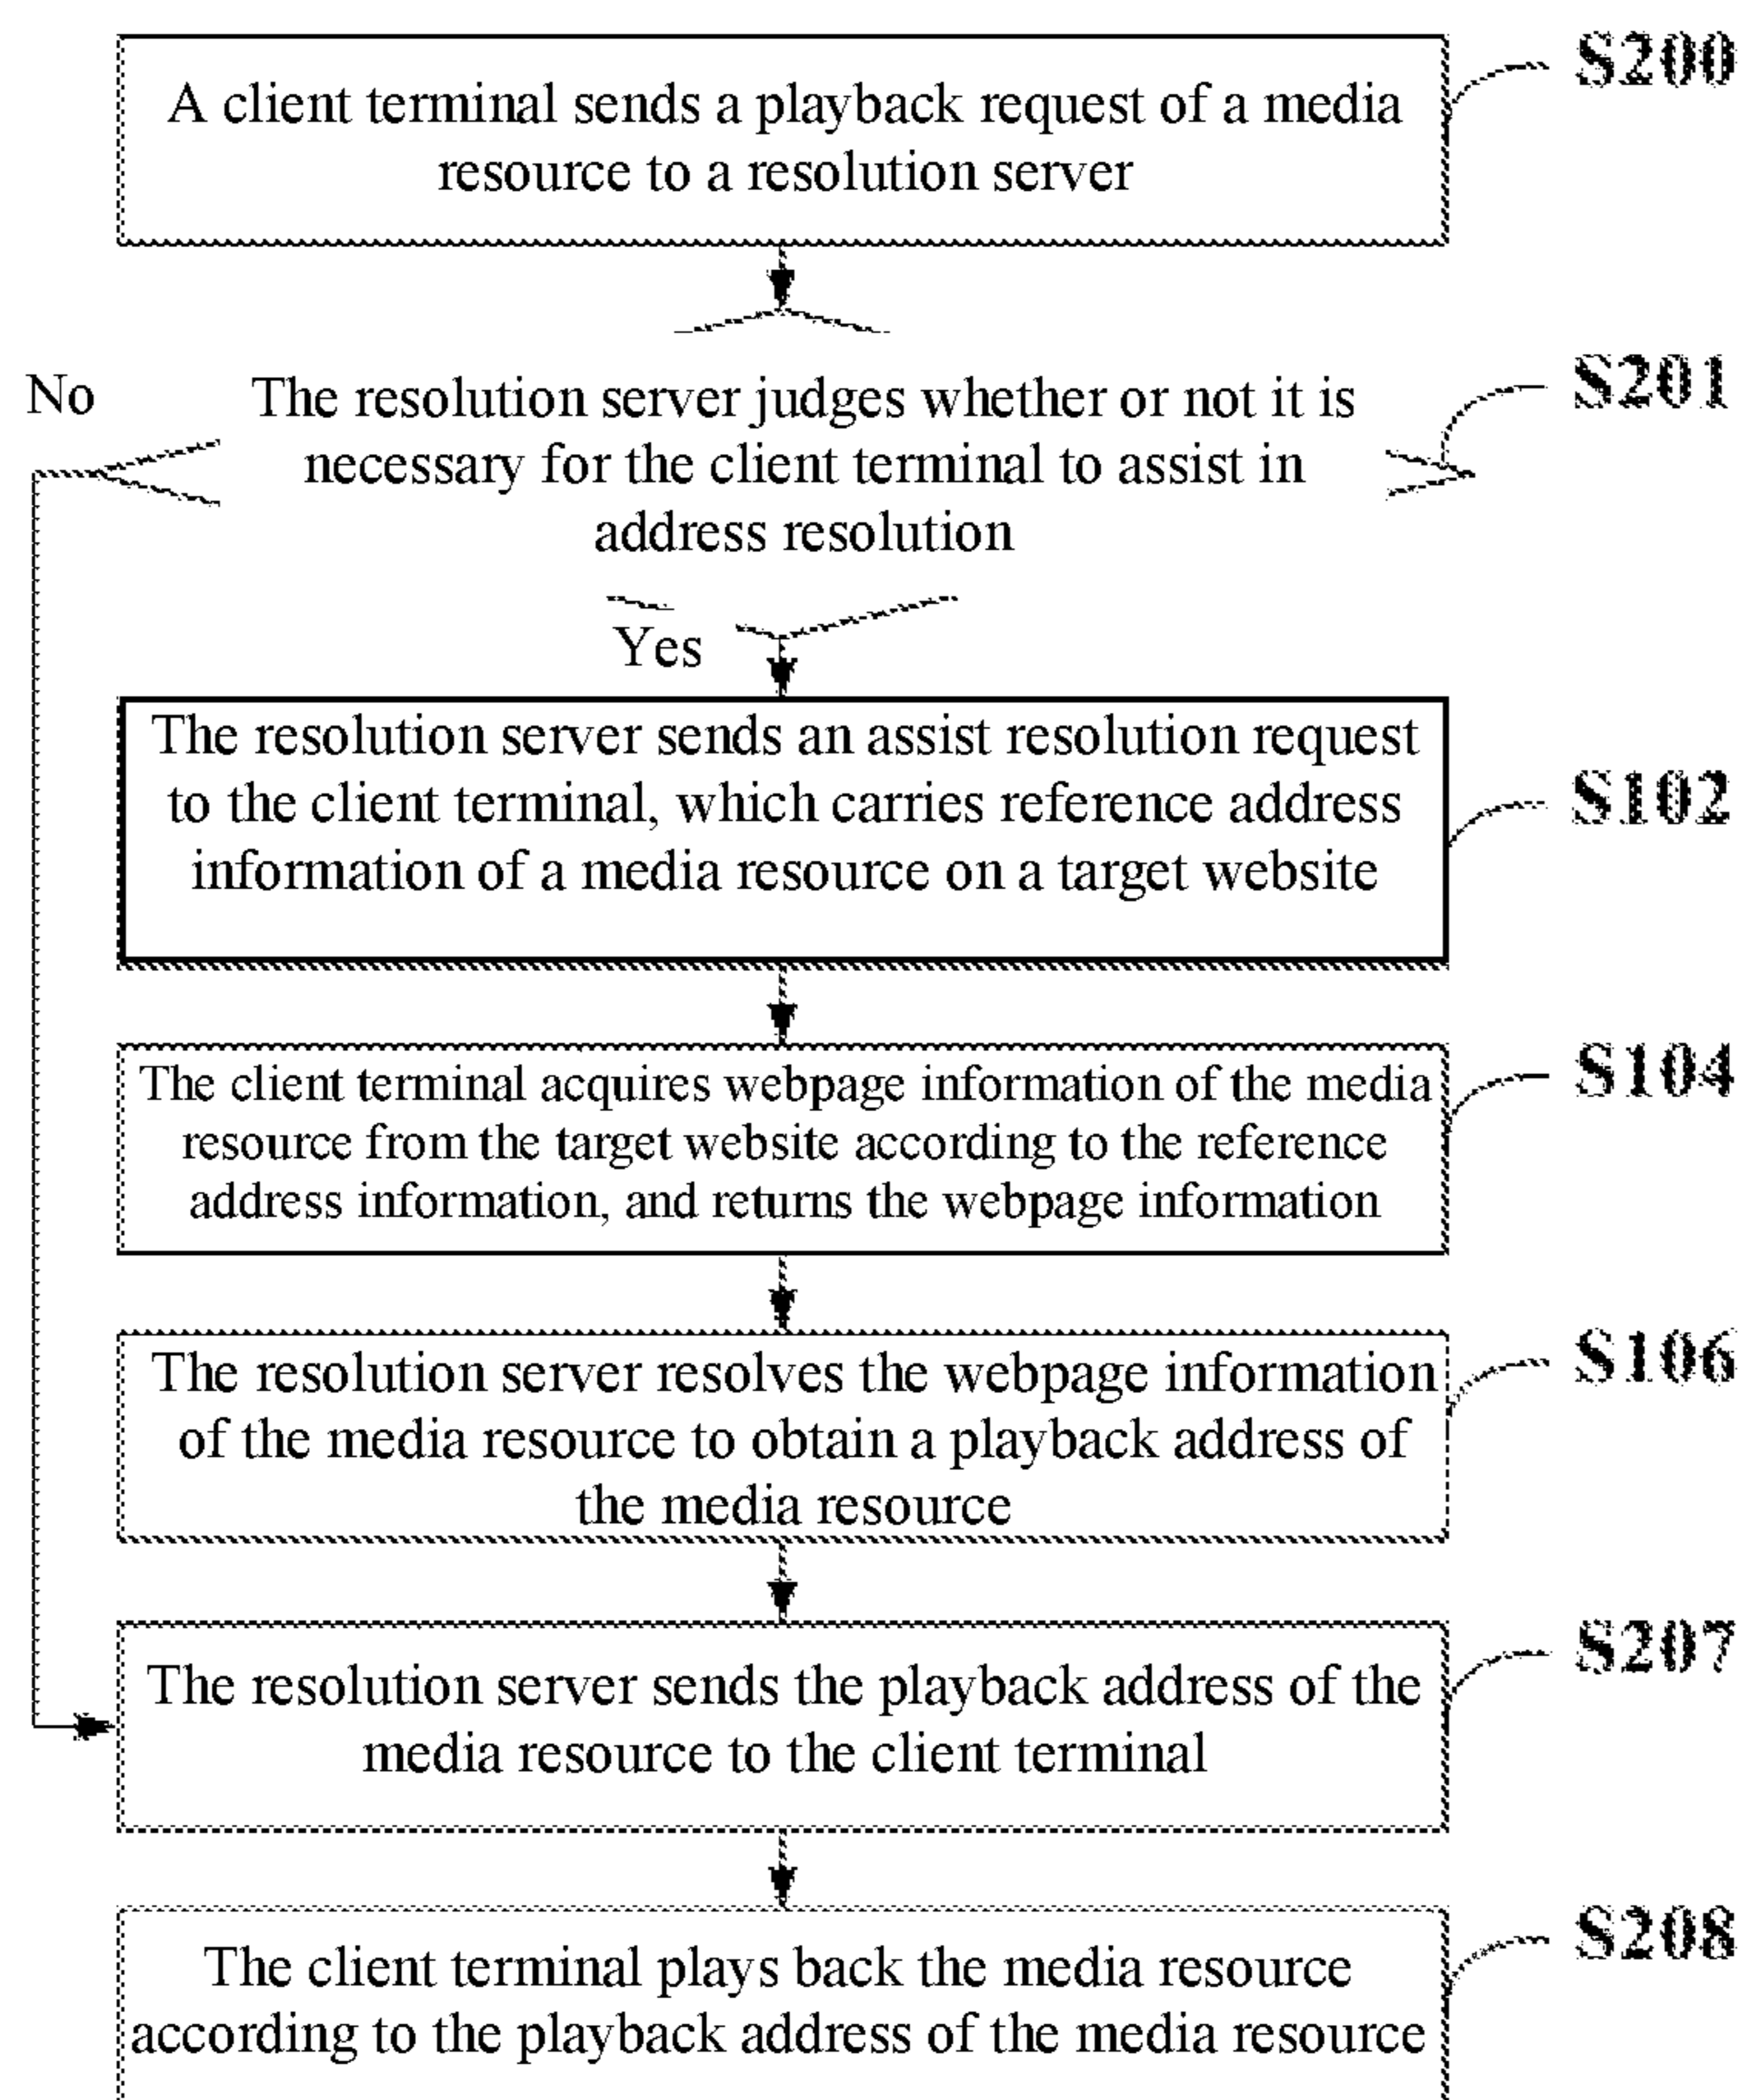 A client terminal sends a playback request of a media
resource to a resolution server
S200
No
The resolution server judges whether or not it is
necessary for the client terminal to assist in
address resolution
S201
Yes
The resolution server sends an assist resolution request
to the client terminal, which carries reference address
information of a media resource on a target website
S102
The client terminal acquires webpage information of the media
resource from the target website according to the reference
address information, and returns the webpage information
S104
The resolution server resolves the webpage information
of the media resource to obtain a playback address of
the media resource
S106
The resolution server sends the playback address of the
media resource to the client terminal
S207
The client terminal plays back the media resource
according to the playback address of the media resource
S208